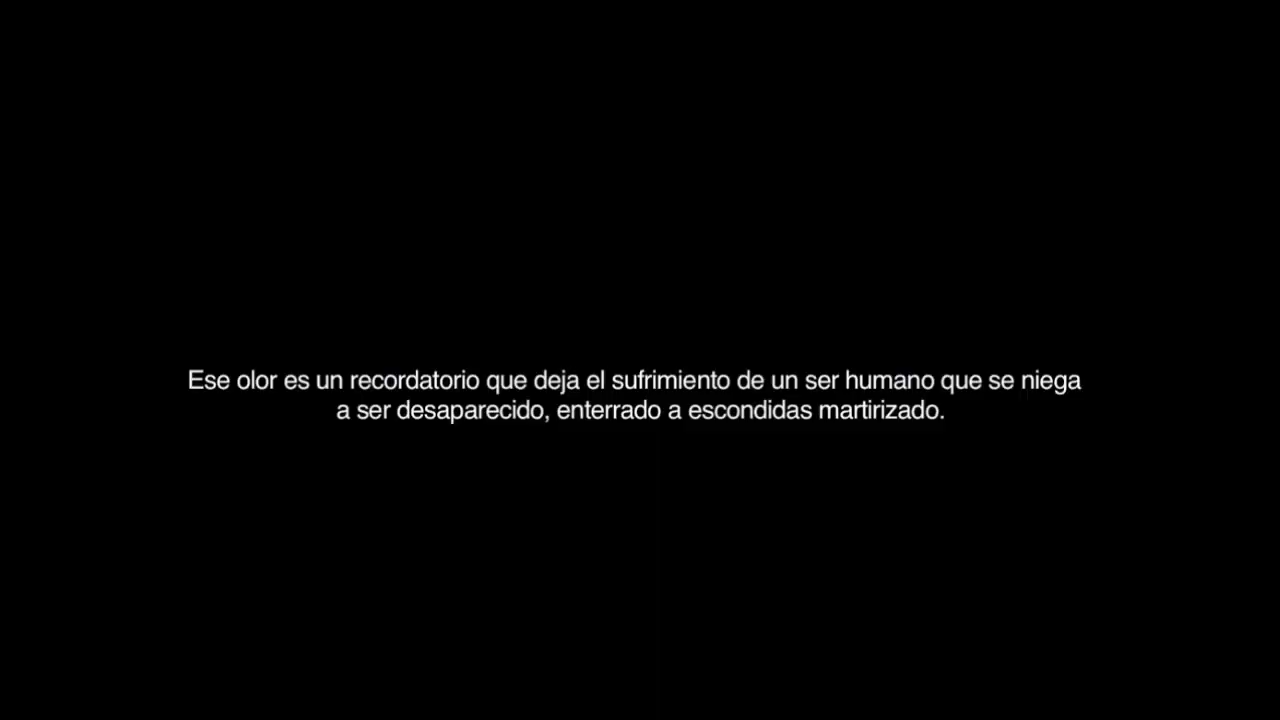 Ese olor es un recordatorio que deja el sufrimiento de un ser humano que se niega
a ser desaparecido, enterrado a escondidas martirizado.